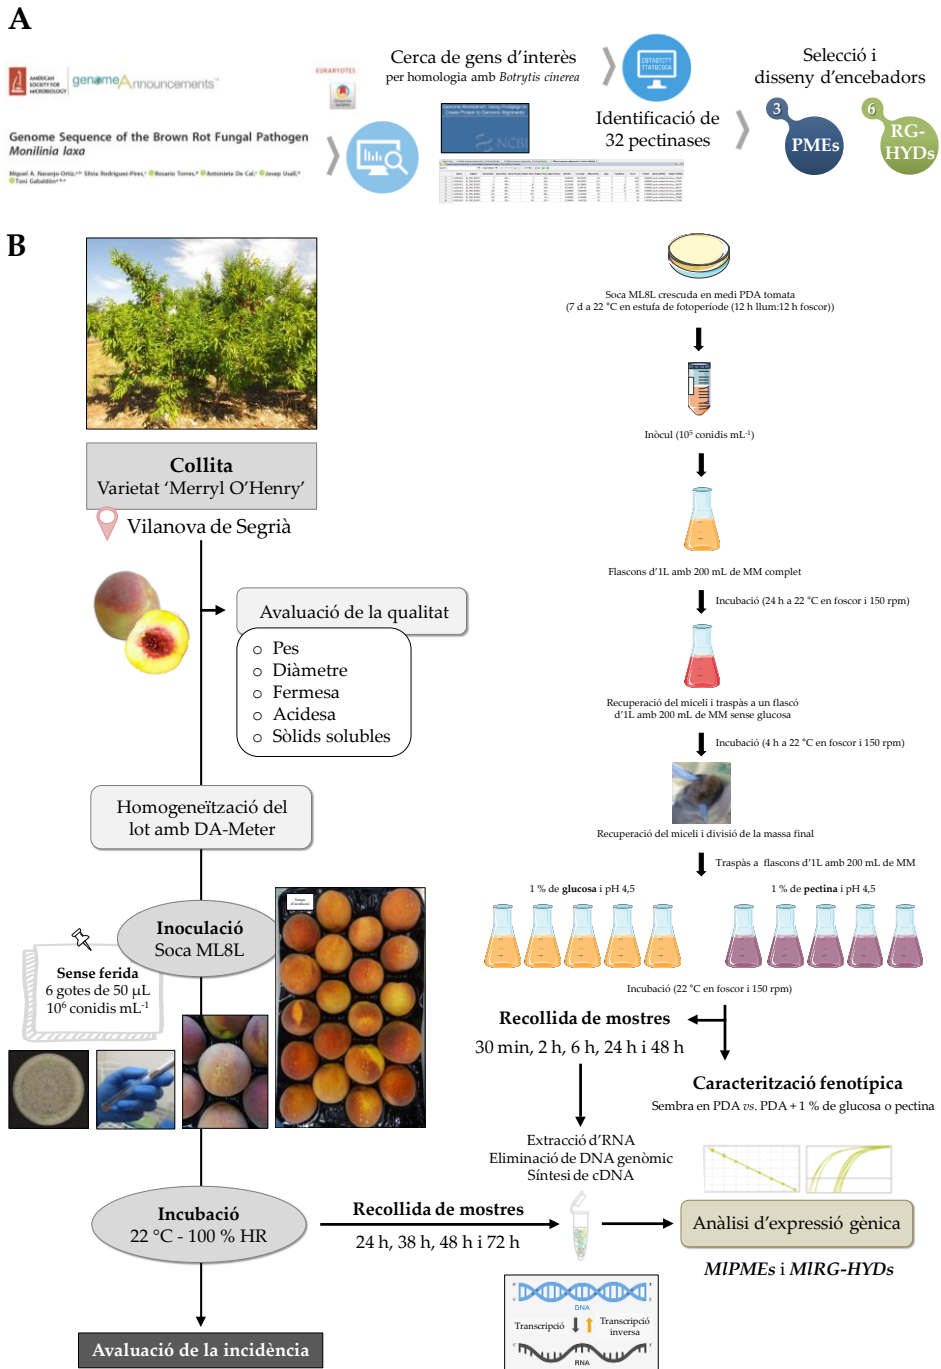 A
AMERICAN
SOCIETY FOR
MICROBIOLOGY
genomeAnnouncements™
EUKARYOTES
Genome Sequence of the Brown Rot Fungal Pathogen
Monilinia laxa
Cerca de gens d'interès
per homologia amb Botrytis cinerea
NCBI
Identificació de
32 pectinases
Selecció i
disseny d'encebadors
3
PMEs
6
RG-
HYDs
B
Collita
Varietat 'Merryl O'Henry'
Vilanova de Segrià
Avaluació de la qualitat
o Pes
o Diàmetre
o Fermesa
o Acidesa
o Sòlids solubles
Homogeneïtzació del
lot amb DA-Meter
Inoculació
Soca ML8L
Sense ferida
6 gotes de 50 µL
10⁶ conidis mL⁻¹
Incubació
22 °C - 100 % HR
Avaluació de la incidència
Recollida de mostres
24 h, 38 h, 48 h i 72 h
Soca ML8L crescuda en medi PDA tomata
(7 d a 22 °C en estufa de fotoperíode (12 h llum:12 h foscor))
Inòcul (10⁵ conidis mL⁻¹)
Flascons d'1L amb 200 mL de MM complet
Incubació (24 h a 22 °C en foscor i 150 rpm)
Recuperació del miceli i traspàs a un flascó
d'1L amb 200 mL de MM sense glucosa
Incubació (4 h a 22 °C en foscor i 150 rpm)
Recuperació del miceli i divisió de la massa final
Traspàs a flascons d'1L amb 200 mL de MM
1 % de glucosa i pH 4,5
1 % de pectina i pH 4,5
Incubació (22 °C en foscor i 150 rpm)
Recollida de mostres
30 min, 2 h, 6 h, 24 h i 48 h
Caracterització fenotípica
Sembra en PDA vs. PDA + 1 % de glucosa o pectina
Extracció d'RNA
Eliminació de DNA genòmic
Síntesi de cDNA
Anàlisi d'expressió gènica
MlPMEs i MlRG-HYDs
DNA
Transcripció
Transcripció
inversa
RNA